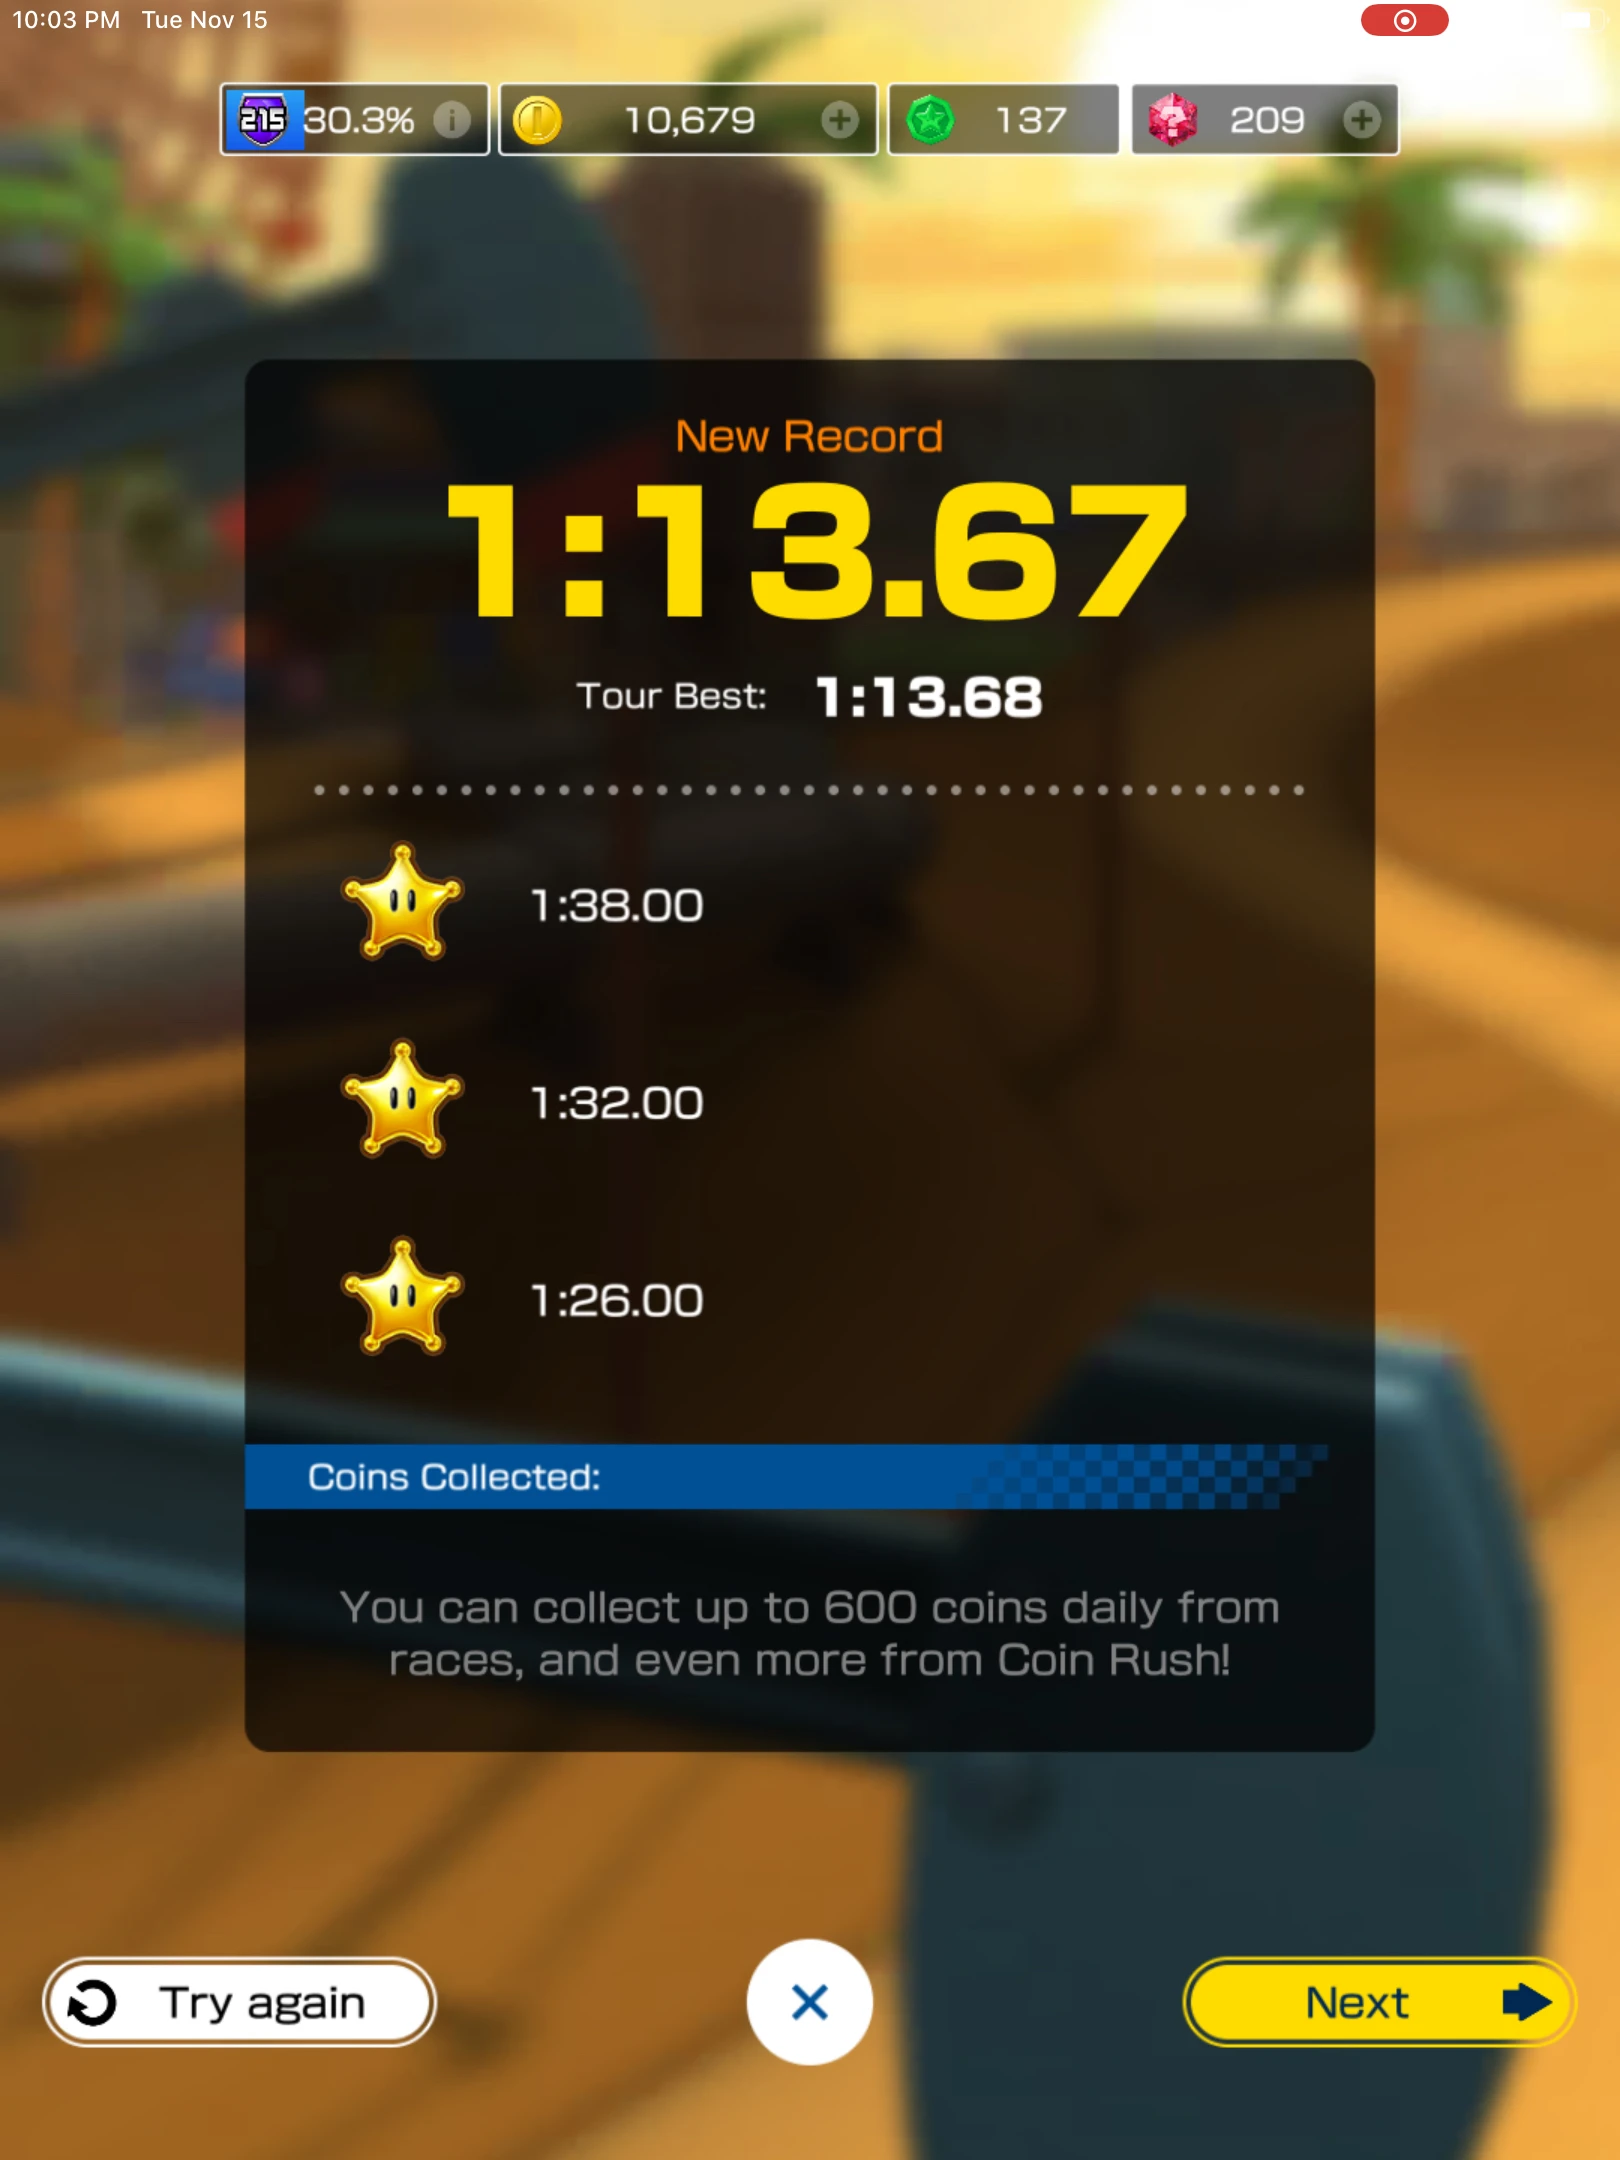 10:03 PM Tue Nov 15
215 30.3% i 10,679 + 137 ? 209 +
New Record
1:13.67
Tour Best: 1:13.68
1:38.00
1:32.00
1:26.00
Coins Collected:
You can collect up to 600 coins daily from
races, and even more from Coin Rush!
Try again
Next